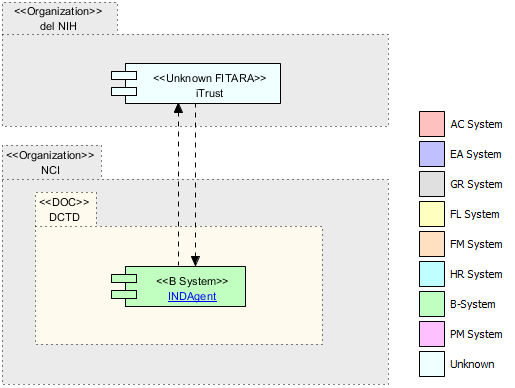 <<Organization>>
del NIH
<<Unknown FITARA>>
iTrust
<<Organization>>
NCI
<<DOC>>
DCTD
<<B System>>
INDAgent
AC System
EA System
GR System
FL System
FM System
HR System
B-System
PM System
Unknown